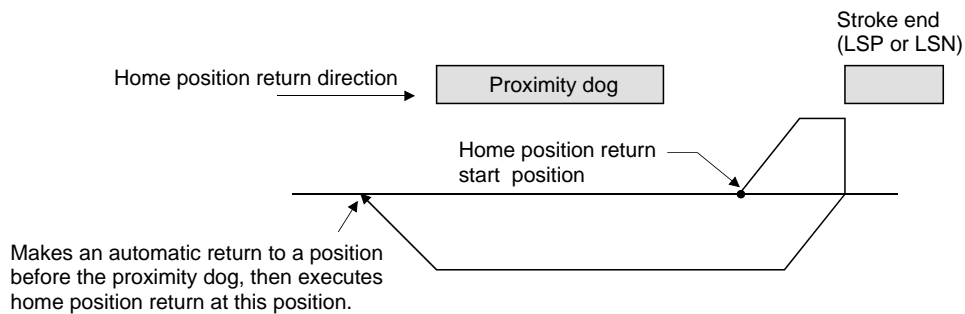 Stroke end
(LSP or LSN)
Home position return direction
Proximity dog
Home position return
start position
Makes an automatic return to a position
before the proximity dog, then executes
home position return at this position.